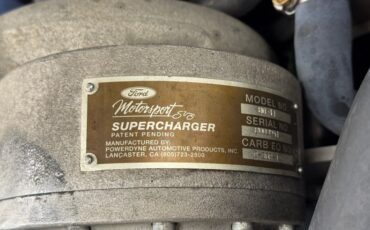 Ford
Motorsport SVO
SUPERCHARGER
PATENT PENDING
MANUFACTURED BY:
POWERDYNE AUTOMOTIVE PRODUCTS, INC.
LANCASTER, CA (805)723-2800
MODEL NO.
SERIAL NO.
CARB EO NO.